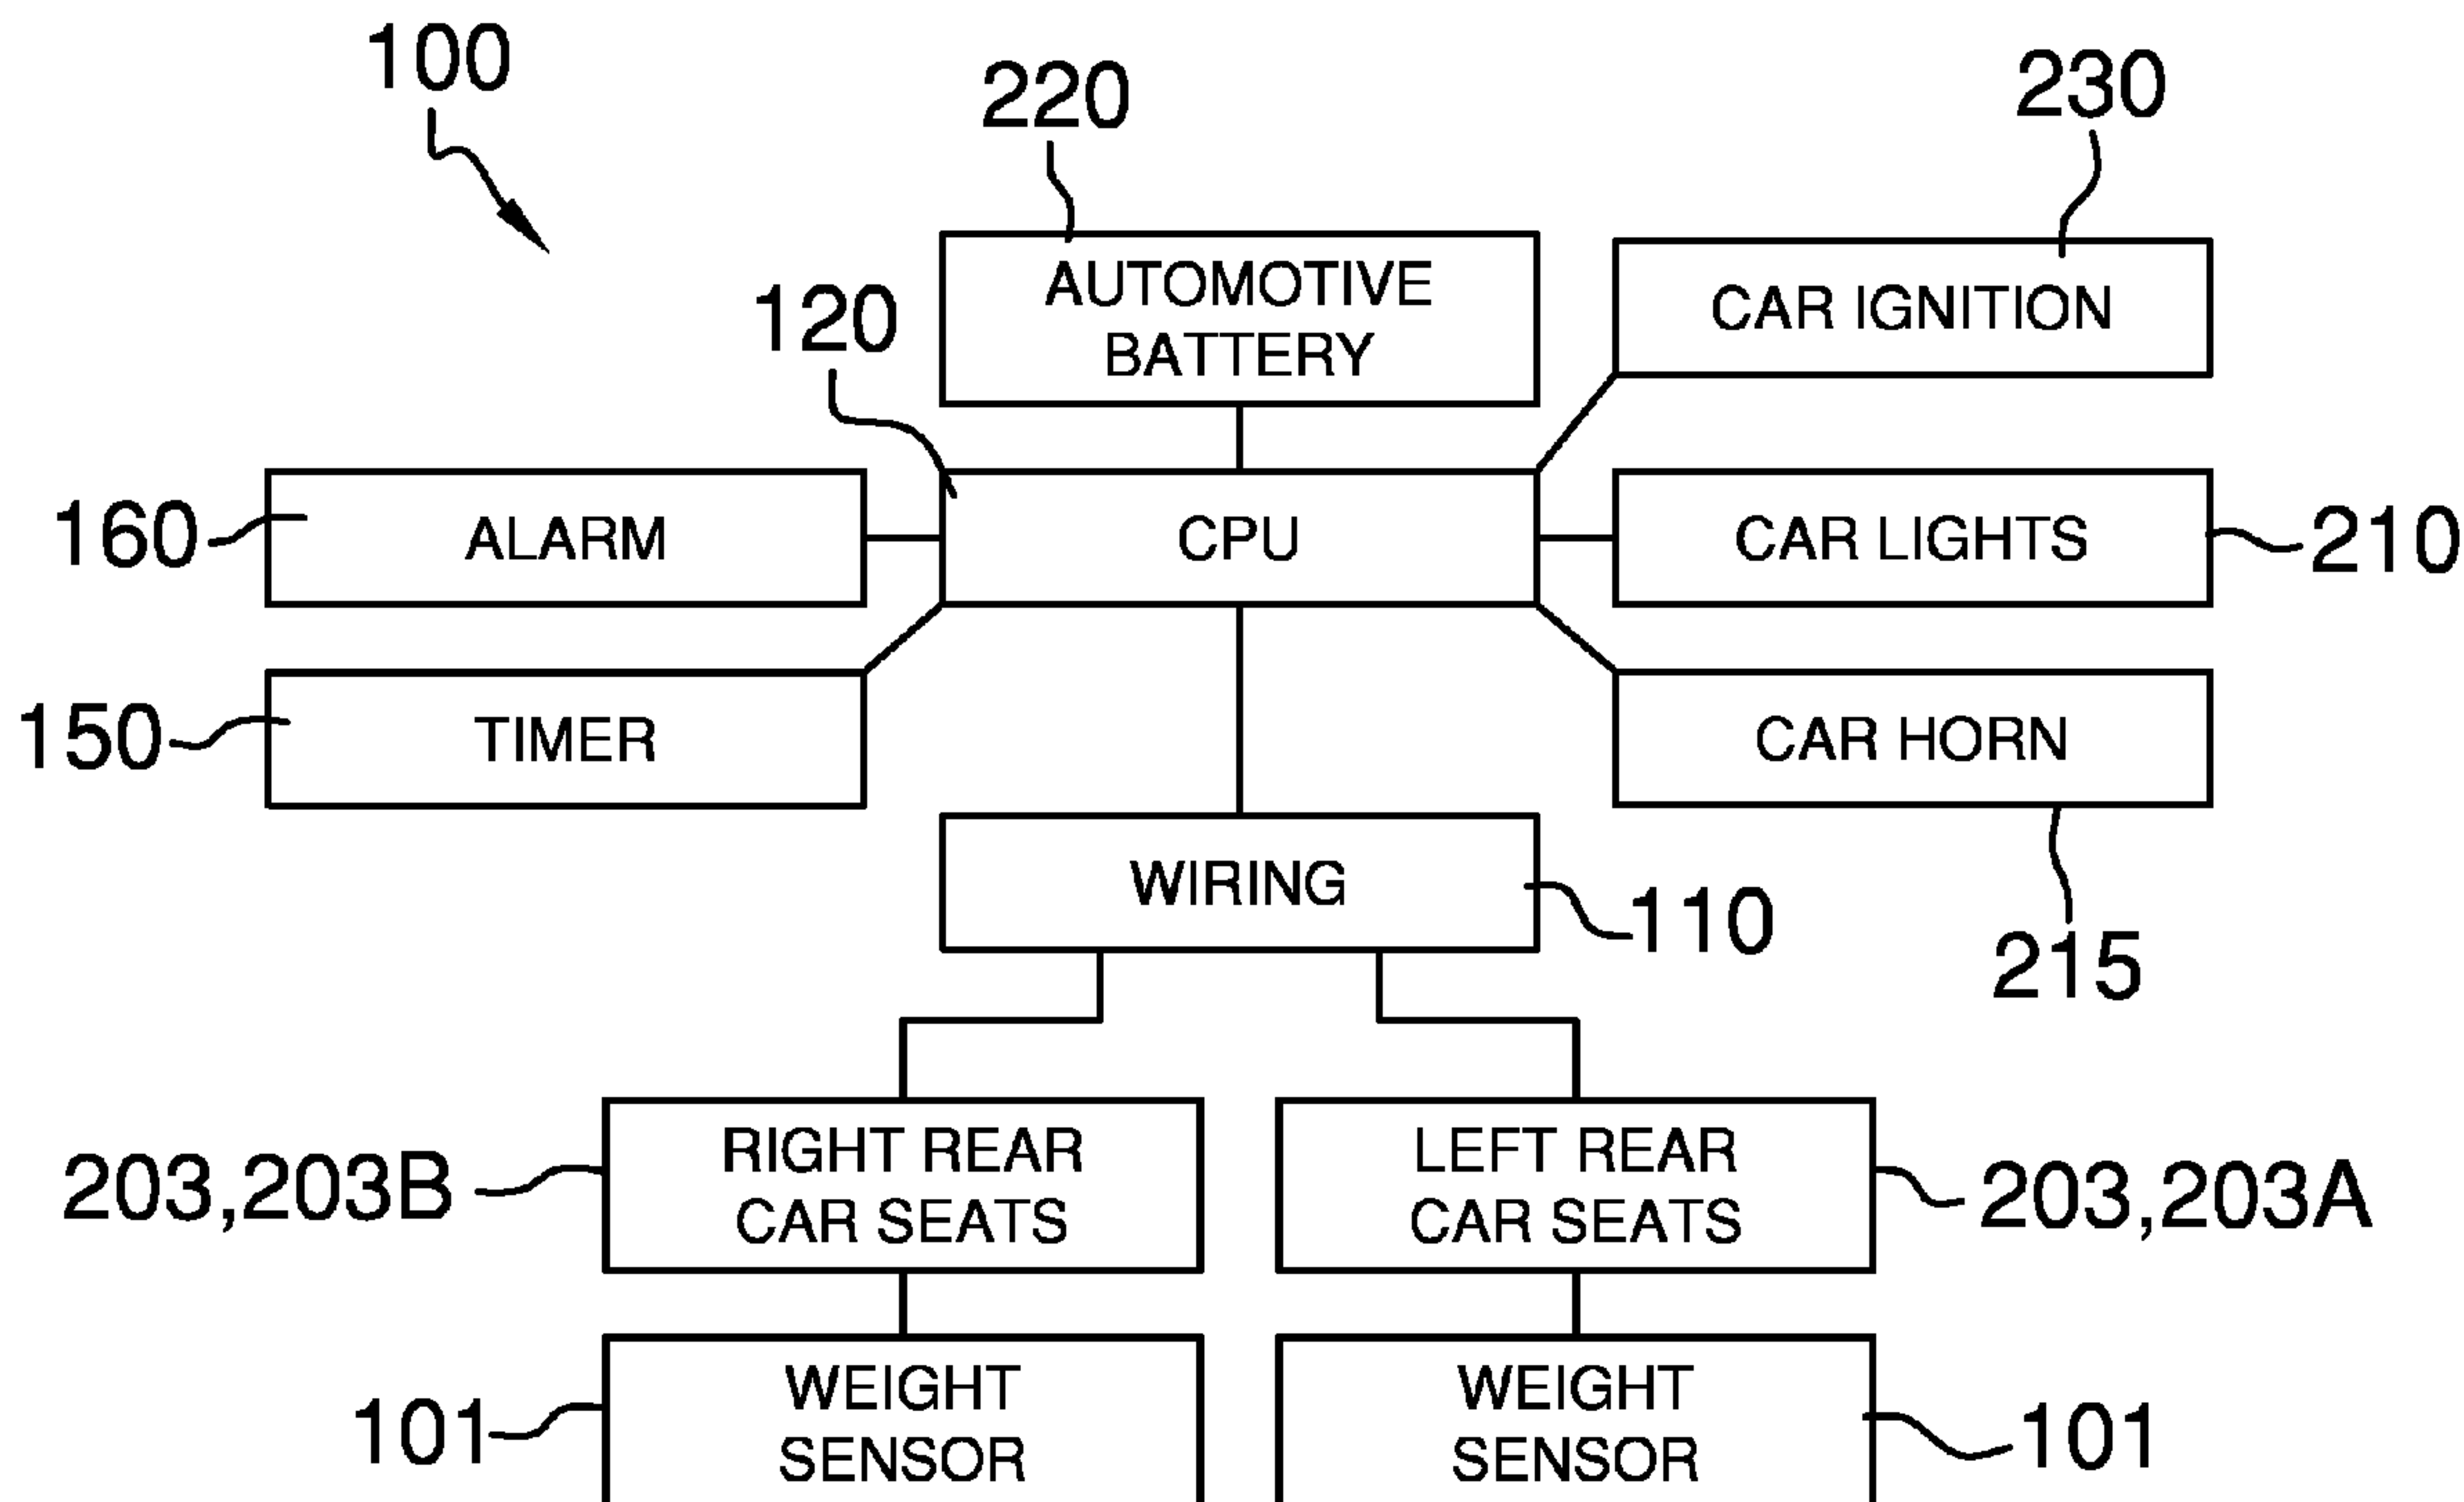 100
220
230
AUTOMOTIVE
BATTERY
CAR IGNITION
120
160
ALARM
CPU
CAR LIGHTS
210
150
TIMER
CAR HORN
WIRING
110
215
RIGHT REAR
CAR SEATS
LEFT REAR
CAR SEATS
203,203B
203,203A
WEIGHT
SENSOR
WEIGHT
SENSOR
101
101